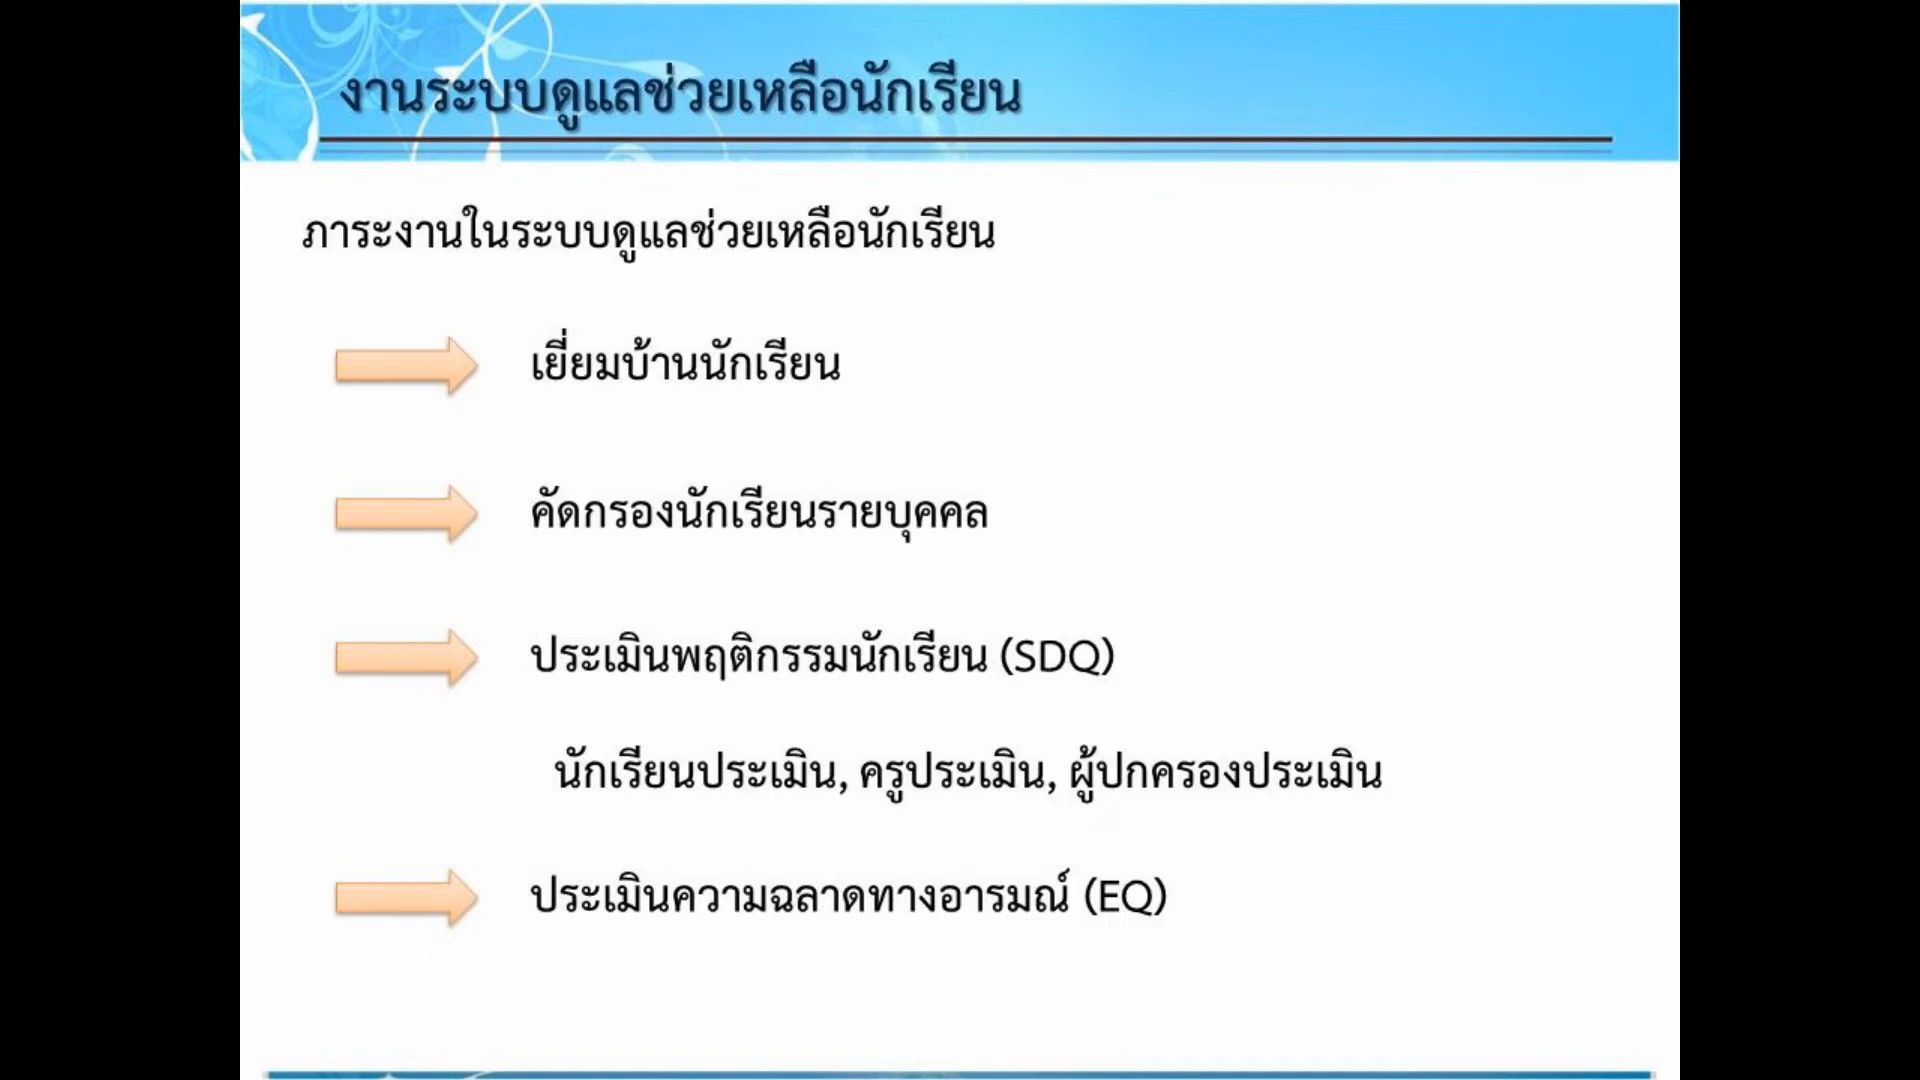 งานระบบดูแลช่วยเหลือนักเรียน
ภาระงานในระบบดูแลช่วยเหลือนักเรียน
เยี่ยมบ้านนักเรียน
คัดกรองนักเรียนรายบุคคล
ประเมินพฤติกรรมนักเรียน (SDQ)
นักเรียนประเมิน, ครูประเมิน, ผู้ปกครองประเมิน
ประเมินความฉลาดทางอารมณ์ (EQ)